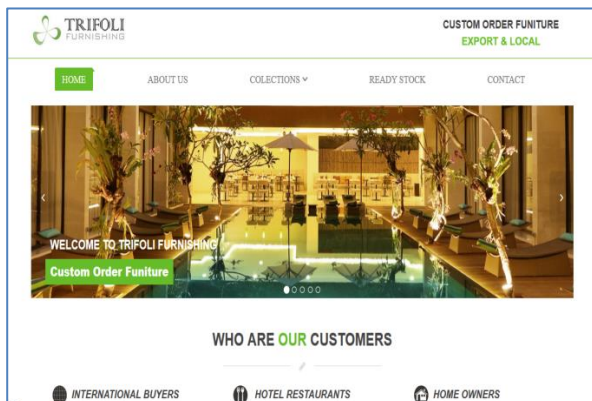 TRIFOLI
FURNISHING
CUSTOM ORDER FUNITURE
EXPORT & LOCAL
HOME
ABOUT US
COLECTIONS
READY STOCK
CONTACT
WELCOME TO TRIFOLI FURNISHING
Custom Order Funiture
WHO ARE OUR CUSTOMERS
INTERNATIONAL BUYERS
HOTEL RESTAURANTS
HOME OWNERS